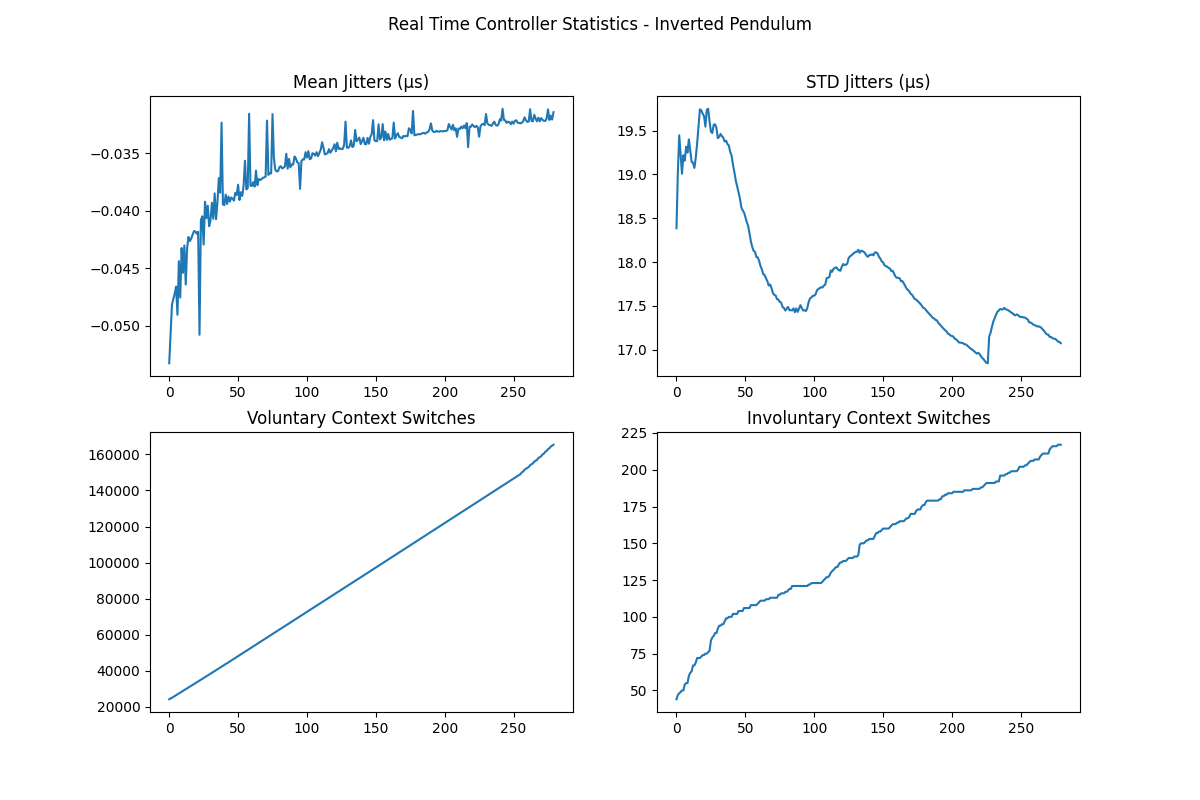 Real Time Controller Statistics - Inverted Pendulum
Mean Jitters (µs)
−0.035
−0.040
−0.045
−0.050
0 50 100 150 200 250
STD Jitters (µs)
19.5
19.0
18.5
18.0
17.5
17.0
0 50 100 150 200 250
Voluntary Context Switches
160000
140000
120000
100000
80000
60000
40000
20000
0 50 100 150 200 250
Involuntary Context Switches
225
200
175
150
125
100
75
50
0 50 100 150 200 250